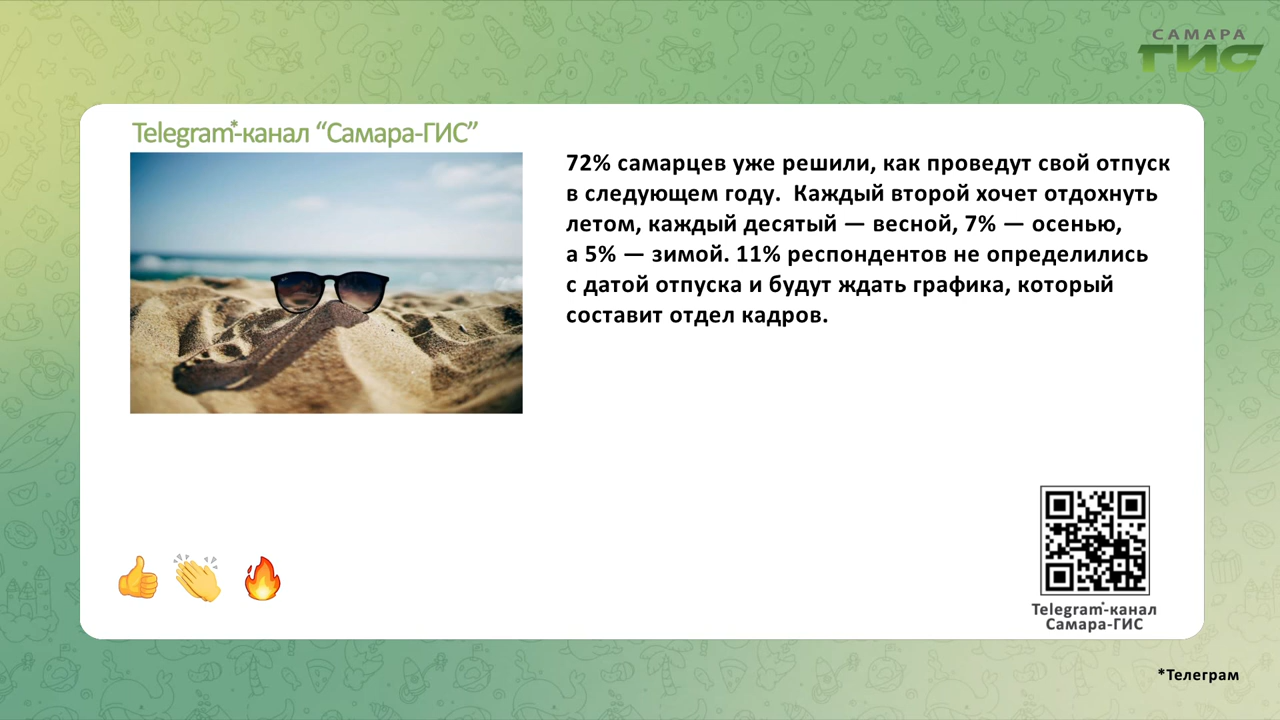 САМАРА
ГИС
Telegram*-канал “Самара-ГИС”
72% самарцев уже решили, как проведут свой отпуск
в следующем году.  Каждый второй хочет отдохнуть
летом, каждый десятый — весной, 7% — осенью,
а 5% — зимой. 11% респондентов не определились
с датой отпуска и будут ждать графика, который
составит отдел кадров.
Telegram*-канал
Самара-ГИС
*Телеграм